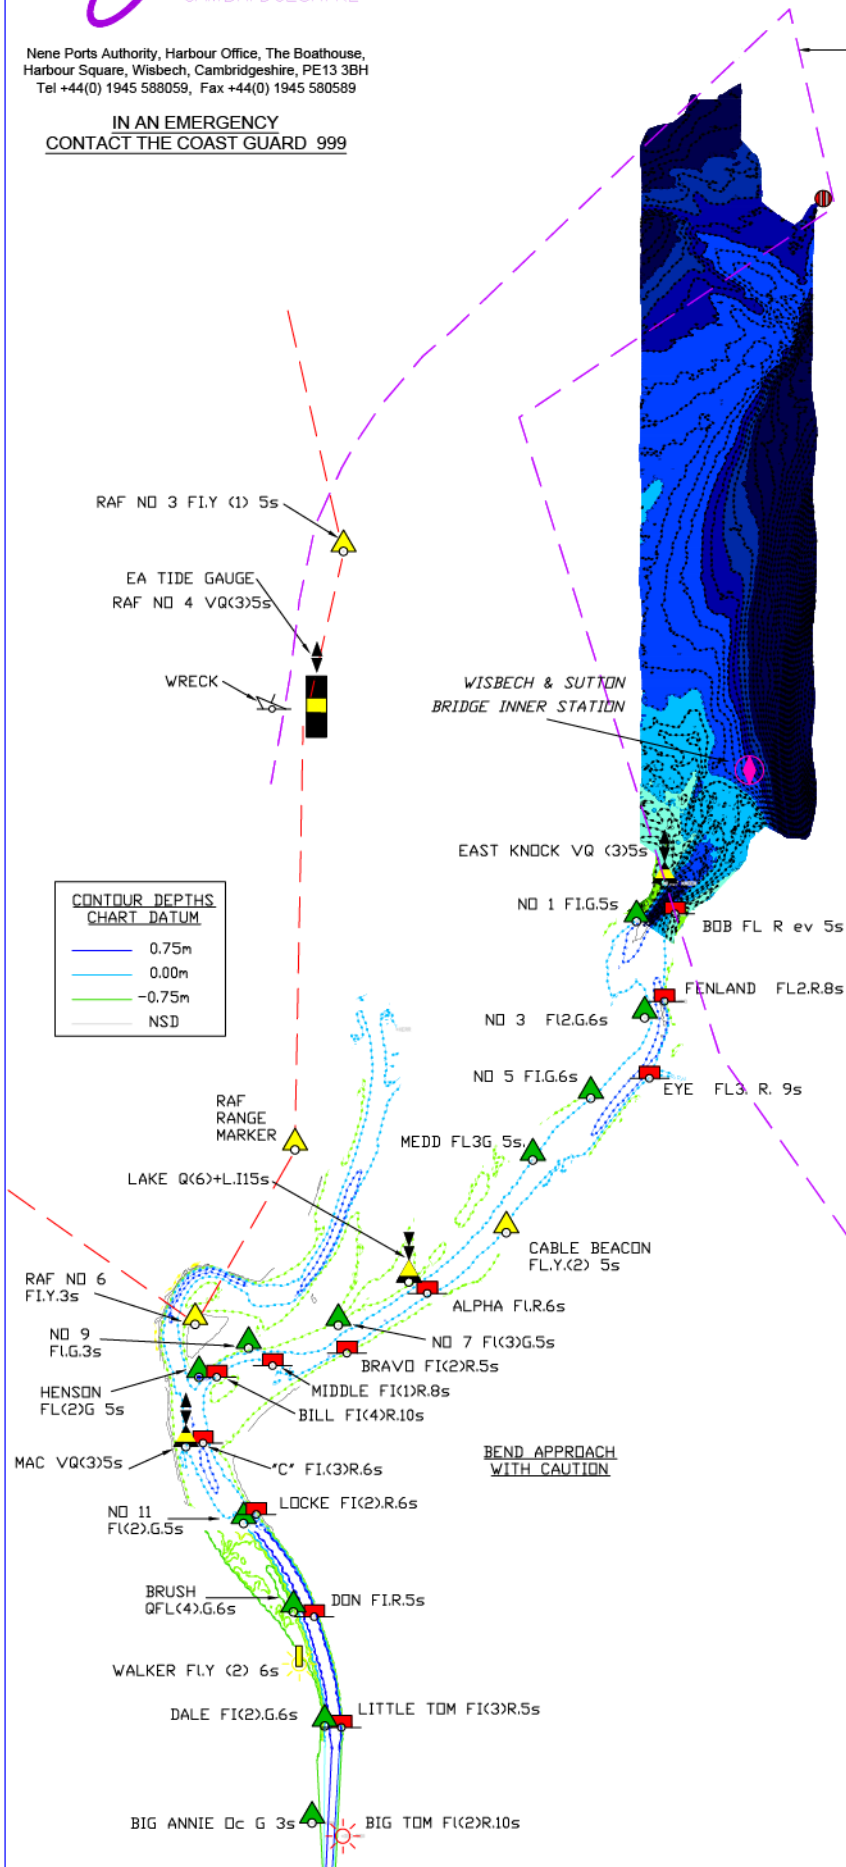 Nene Ports Authority, Harbour Office, The Boathouse,
Harbour Square, Wisbech, Cambridgeshire, PE13 3BH
Tel +44(0) 1945 588059, Fax +44(0) 1945 580589
IN AN EMERGENCY
CONTACT THE COAST GUARD 999
RAF NO 3 FI.Y (1) 5s
EA TIDE GAUGE
RAF NO 4 VQ(3)5s
WRECK
WISBECH & SUTTON
BRIDGE INNER STATION
EAST KNOCK VQ (3)5s
NO 1 FI.G.5s
BOB FL R ev 5s
CONTOUR DEPTHS
CHART DATUM
0.75m
0.00m
-0.75m
NSD
FENLAND FL2.R.8s
NO 3 Fl2.G.6s
NO 5 FI.G.6s
EYE FL3. R. 9s
RAF
RANGE
MARKER
MEDD FL3G 5s.
LAKE Q(6)+L.I15s
CABLE BEACON
FL.Y.(2) 5s
RAF NO 6
FI.Y.3s
ALPHA Fl.R.6s
NO 9
Fl.G.3s
NO 7 Fl(3)G.5s
BRAVO FI(2)R.5s
HENSON
FL(2)G 5s
MIDDLE FI(1)R.8s
BILL FI(4)R.10s
MAC VQ(3)5s
"C" FI.(3)R.6s
BEND APPROACH
WITH CAUTION
NO 11
Fl(2).G.5s
LOCKE FI(2).R.6s
BRUSH
QFL(4).G.6s
DON FI.R.5s
WALKER Fl.Y (2) 6s
DALE FI(2).G.6s
LITTLE TOM FI(3)R.5s
BIG ANNIE Oc G 3s
BIG TOM Fl(2)R.10s